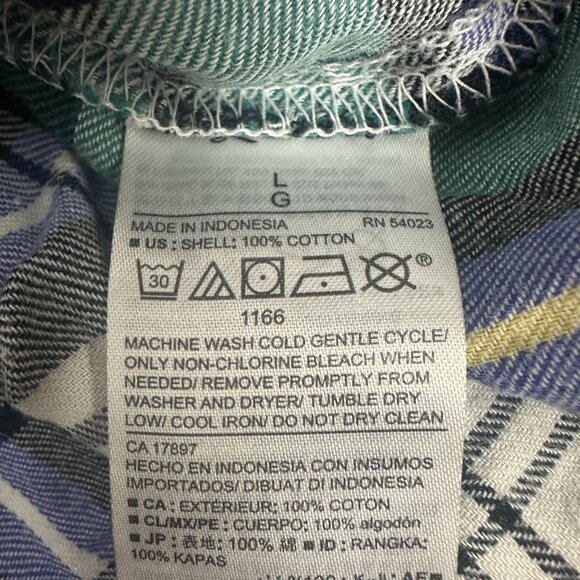 L
G
MADE IN INDONESIA RN 54023
■ US : SHELL: 100% COTTON
30 ®
1166
MACHINE WASH COLD GENTLE CYCLE/
ONLY NON-CHLORINE BLEACH WHEN
NEEDED/ REMOVE PROMPTLY FROM
WASHER AND DRYER/ TUMBLE DRY
LOW/ COOL IRON/ DO NOT DRY CLEAN
CA 17897
HECHO EN INDONESIA CON INSUMOS
IMPORTADOS/ DIBUAT DI INDONESIA
■ CA : EXTÉRIEUR: 100% COTON
■ CL/MX/PE : CUERPO: 100% algodón
■ JP : 表地 : 100% 綿 ■ ID : RANGKA:
100% KAPAS